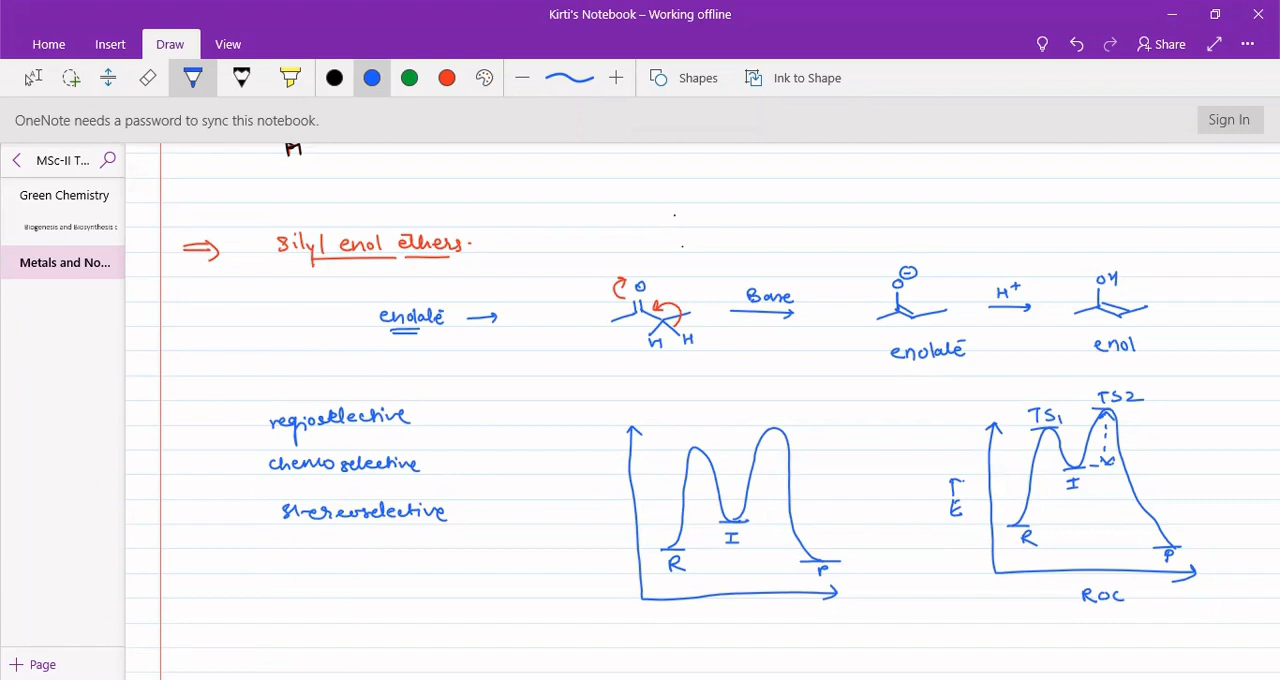 Kirti's Notebook – Working offline
Home Insert Draw View
Share
Shapes Ink to Shape
OneNote needs a password to sync this notebook.
Sign In
MSc-II T...
Green Chemistry
Biogenesis and Biosynthesis
Metals and No...
Page
H
⇒ Silyl enol ethers.
enolate →
O
H H
Base
O⊖
enolate
H+
OH
enol
regioselective
chemoselective
stereoselective
R I P
TS1 TS2
E
R I P
ROC